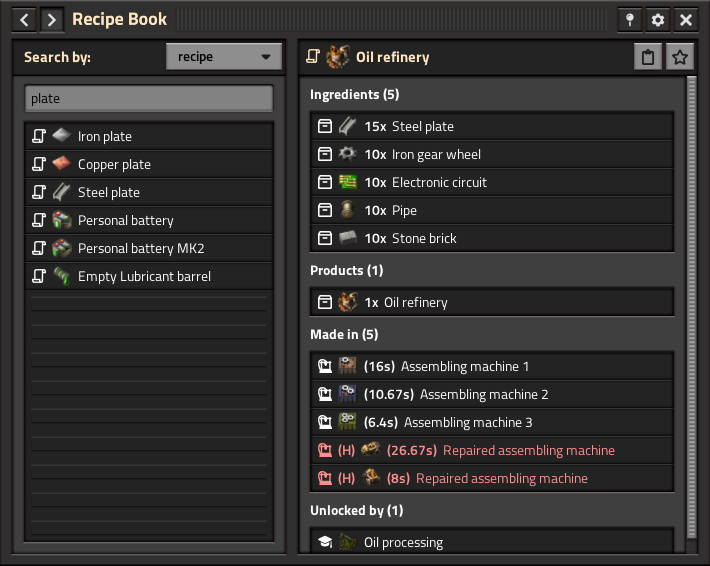 Recipe Book
Search by:
recipe
plate
Iron plate
Copper plate
Steel plate
Personal battery
Personal battery MK2
Empty Lubricant barrel
Oil refinery
Ingredients (5)
15x Steel plate
10x Iron gear wheel
10x Electronic circuit
10x Pipe
10x Stone brick
Products (1)
1x Oil refinery
Made in (5)
(16s) Assembling machine 1
(10.67s) Assembling machine 2
(6.4s) Assembling machine 3
(H) (26.67s) Repaired assembling machine
(H) (8s) Repaired assembling machine
Unlocked by (1)
Oil processing